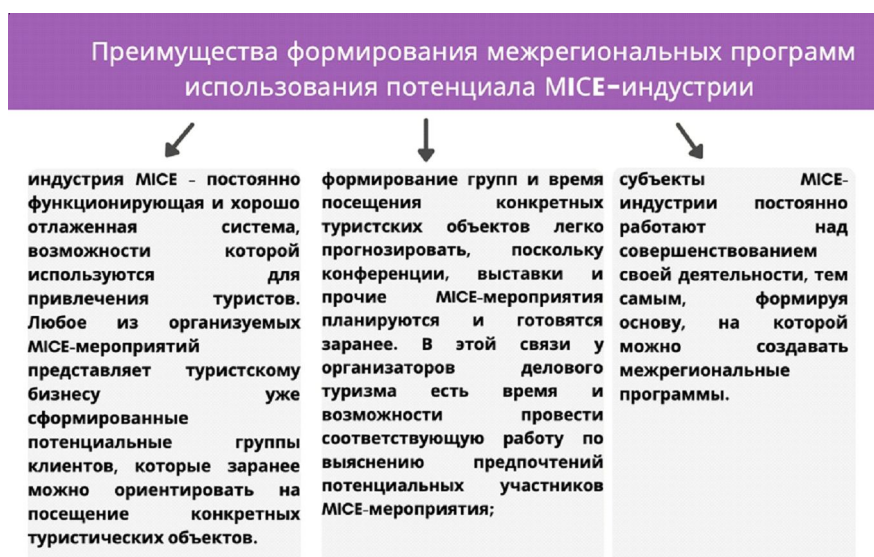 Преимущества формирования межрегиональных программ
использования потенциала MICE-индустрии
индустрия MICE - постоянно
функционирующая и хорошо
отлаженная система,
возможности которой
используются для
привлечения туристов.
Любое из организуемых
MICE-мероприятий
представляет туристскому
бизнесу уже
сформированные
потенциальные группы
клиентов, которые заранее
можно ориентировать на
посещение конкретных
туристических объектов.
формирование групп и время
посещения конкретных
туристских объектов легко
прогнозировать, поскольку
конференции, выставки и
прочие MICE-мероприятия
планируются и готовятся
заранее. В этой связи у
организаторов делового
туризма есть время и
возможности провести
соответствующую работу по
выяснению предпочтений
потенциальных участников
MICE-мероприятия;
субъекты MICE-
индустрии постоянно
работают над
совершенствованием
своей деятельности, тем
самым, формируя
основу, на которой
можно создавать
межрегиональные
программы.